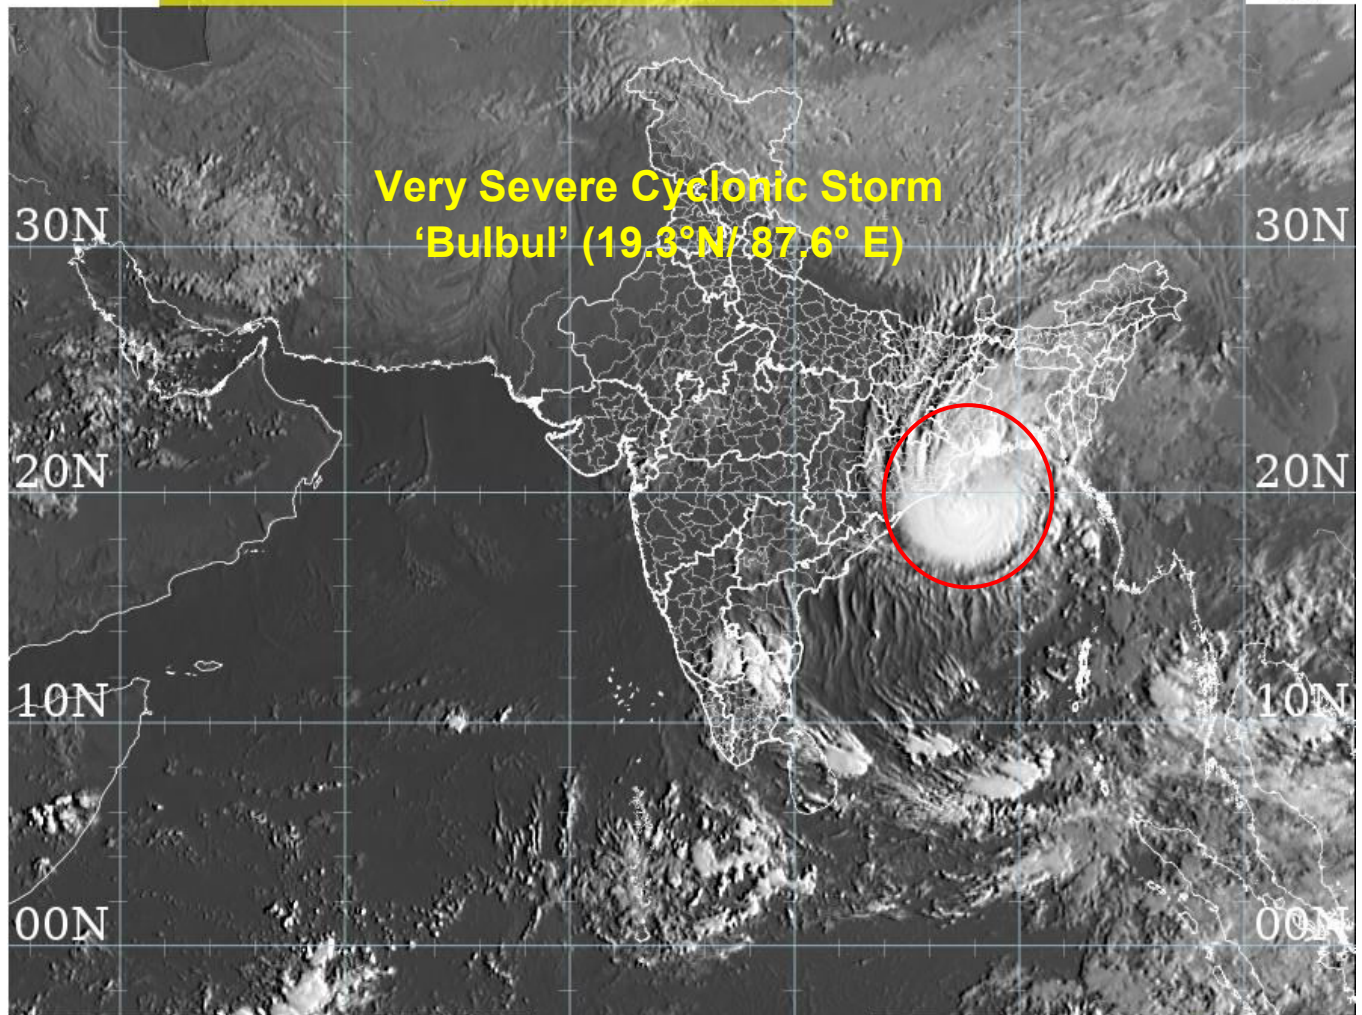 Very Severe Cyclonic Storm
‘Bulbul’ (19.3°N/ 87.6° E)
30N 30N
20N 20N
10N 10N
00N 00N